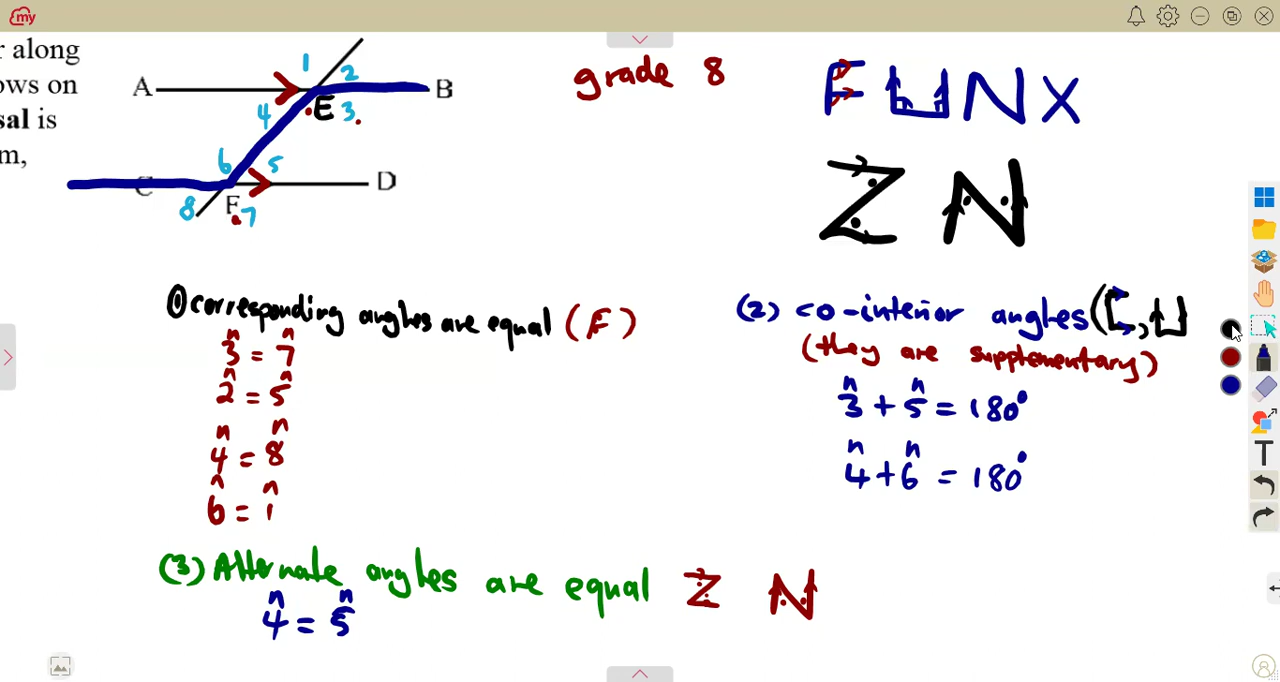 my
r along
ows on
sal is
m,
1 2
A B
4 E 3
6 5
C D
8 F 7
grade 8
F U N X
Z N
① corresponding angles are equal (F)
3̂ = 7̂
2̂ = 5̂
4̂ = 8̂
6̂ = 1̂
(2) co-interior angles ([, U
(they are supplementary)
3̂ + 5̂ = 180°
4̂ + 6̂ = 180°
(3) Alternate angles are equal Z N
4̂ = 5̂
T